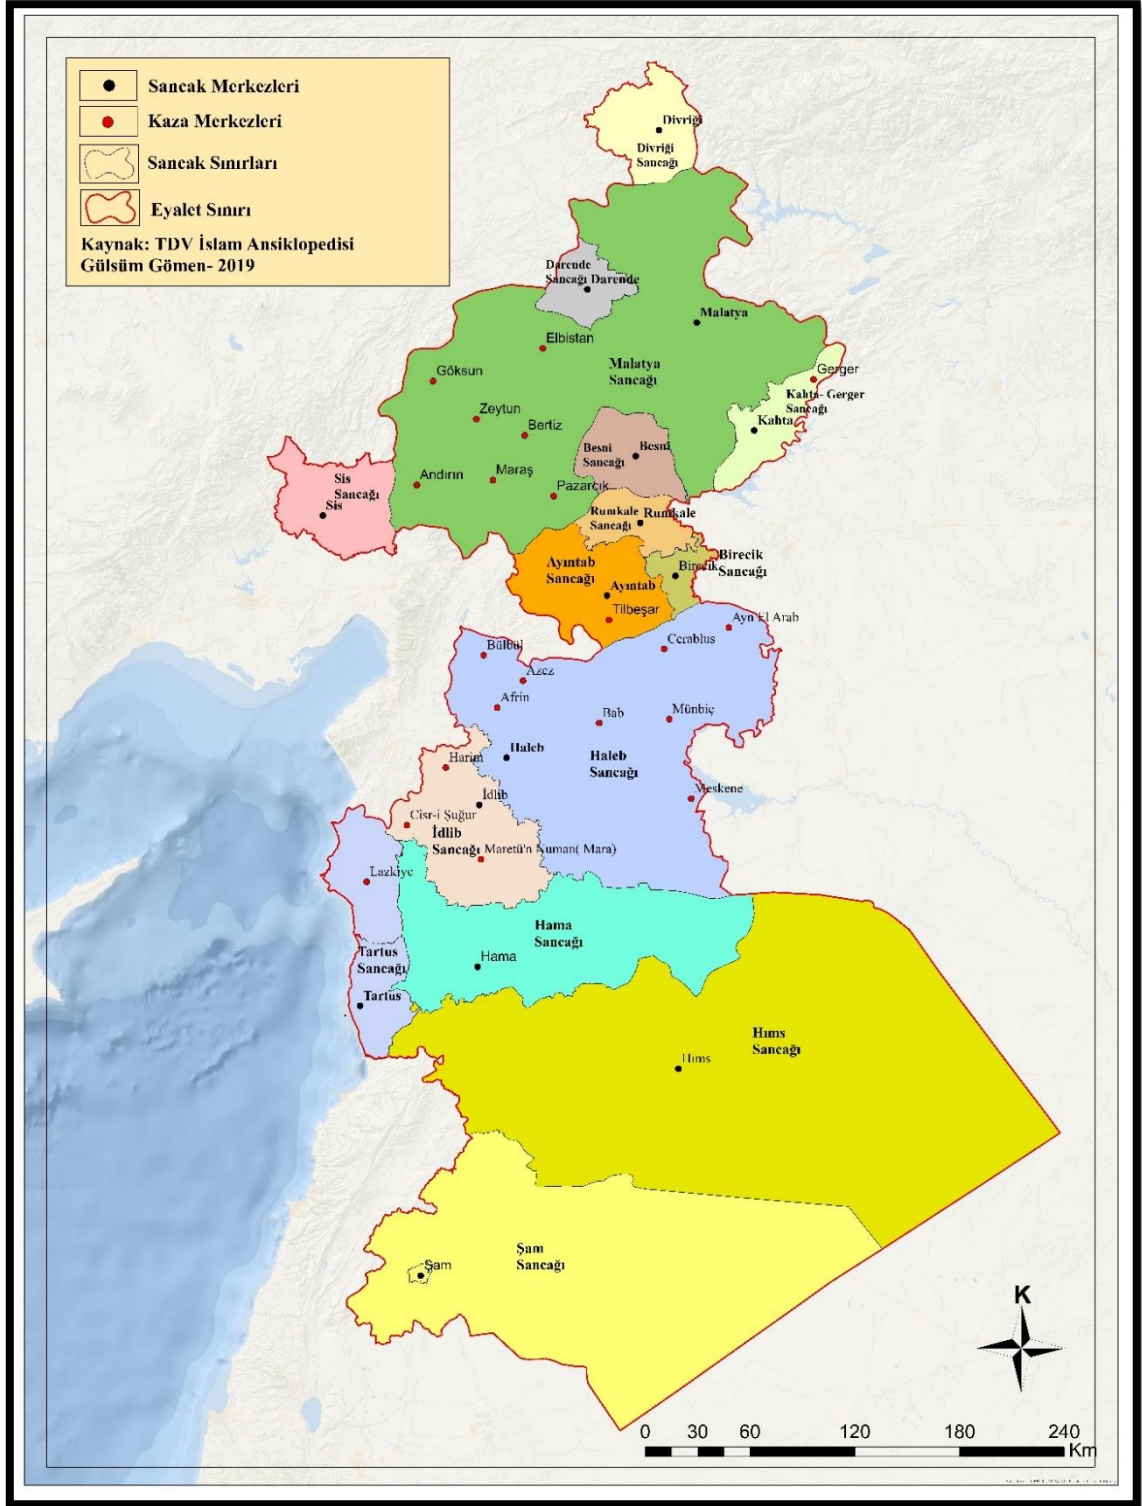 Sancak Merkezleri
Kaza Merkezleri
Sancak Sınırları
Eyalet Sınırı
Kaynak: TDV İslam Ansiklopedisi
Gülsüm Gömen- 2019
Divriği
Divriği
Sancağı
Darende
Sancağı
Darende
Malatya
Elbistan
Malatya
Sancağı
Göksun
Gerger
Kahta- Gerger
Sancağı
Kahta
Zeytun
Bertiz
Besni
Sancağı
Besni
Andırın
Maraş
Pazarcık
Sis
Sancağı
Sis
Rumkale
Sancağı
Rumkale
Ayıntab
Sancağı
Birecik
Sancağı
Birecik
Ayıntab
Tilbeşar
Ayn El Arab
Cerablus
Bülbül
Azez
Afrin
Bab
Münbiç
Haleb
Haleb
Sancağı
Harim
Meskene
İdlib
Cisr-i Şuğur
İdlib
Sancağı
Maretü'n Numan( Mara)
Lazkiye
Hama
Sancağı
Tartus
Sancağı
Hama
Tartus
Hıms
Sancağı
Hıms
Şam
Sancağı
Şam
K
0 30 60 120 180 240
Km